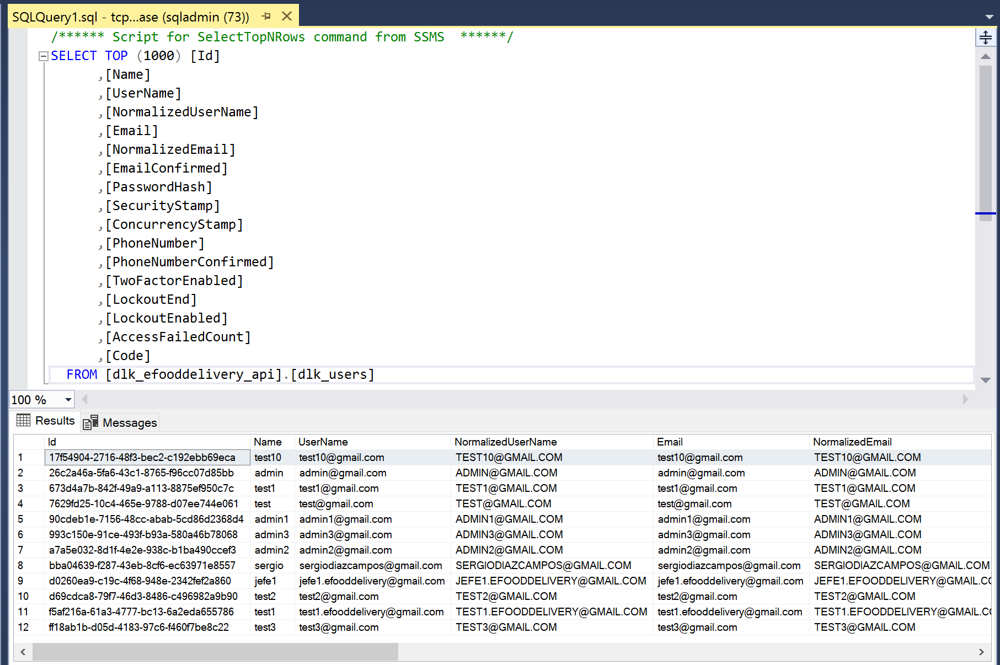 SQLQuery1.sql - tcp...ase (sqladmin (73))
/****** Script for SelectTopNRows command from SSMS  ******/
SELECT TOP (1000) [Id]
,[Name]
,[UserName]
,[NormalizedUserName]
,[Email]
,[NormalizedEmail]
,[EmailConfirmed]
,[PasswordHash]
,[SecurityStamp]
,[ConcurrencyStamp]
,[PhoneNumber]
,[PhoneNumberConfirmed]
,[TwoFactorEnabled]
,[LockoutEnd]
,[LockoutEnabled]
,[AccessFailedCount]
,[Code]
FROM [dlk_efooddelivery_api].[dlk_users]
100 %
Results Messages
Id Name UserName NormalizedUserName Email NormalizedEmail
1 17f54904-2716-48f3-bec2-c192ebb69eca test10 test10@gmail.com TEST10@GMAIL.COM test10@gmail.com TEST10@GMAIL.COM
2 26c2a46a-5fa6-43c1-8765-f96cc07d85bb admin admin@gmail.com ADMIN@GMAIL.COM admin@gmail.com ADMIN@GMAIL.COM
3 673d4a7b-842f-49a9-a113-8875ef950c7c test1 test1@gmail.com TEST1@GMAIL.COM test1@gmail.com TEST1@GMAIL.COM
4 7629fd25-10c4-465e-9788-d07ee744e061 test test@gmail.com TEST@GMAIL.COM test@gmail.com TEST@GMAIL.COM
5 90cdeb1e-7156-48cc-abab-5cd86d2368d4 admin1 admin1@gmail.com ADMIN1@GMAIL.COM admin1@gmail.com ADMIN1@GMAIL.COM
6 993c150e-91ce-493f-b93a-580a46b78068 admin3 admin3@gmail.com ADMIN3@GMAIL.COM admin3@gmail.com ADMIN3@GMAIL.COM
7 a7a5e032-8d1f-4e2e-938c-b1ba490ccef3 admin2 admin2@gmail.com ADMIN2@GMAIL.COM admin2@gmail.com ADMIN2@GMAIL.COM
8 bba04639-f287-43eb-8cf6-ec63971e8557 sergio sergiodiazcampos@gmail.com SERGIODIAZCAMPOS@GMAIL.COM sergiodiazcampos@gmail.com SERGIODIAZCAMPOS@GMAIL.COM
9 d0260ea9-c19c-4f68-948e-2342fef2a860 jefe1 jefe1.efooddelivery@gmail.com JEFE1.EFOODDELIVERY@GMAIL.COM jefe1.efooddelivery@gmail.com JEFE1.EFOODDELIVERY@GMAIL.CO
10 d69cdca8-79f7-46d3-8486-c496982a9b90 test2 test2@gmail.com TEST2@GMAIL.COM test2@gmail.com TEST2@GMAIL.COM
11 f5af216a-61a3-4777-bc13-6a2eda655786 test1 test1.efooddelivery@gmail.com TEST1.EFOODDELIVERY@GMAIL.COM test1.efooddelivery@gmail.com TEST1.EFOODDELIVERY@GMAIL.CO
12 ff18ab1b-d05d-4183-97c6-f460f7be8c22 test3 test3@gmail.com TEST3@GMAIL.COM test3@gmail.com TEST3@GMAIL.COM